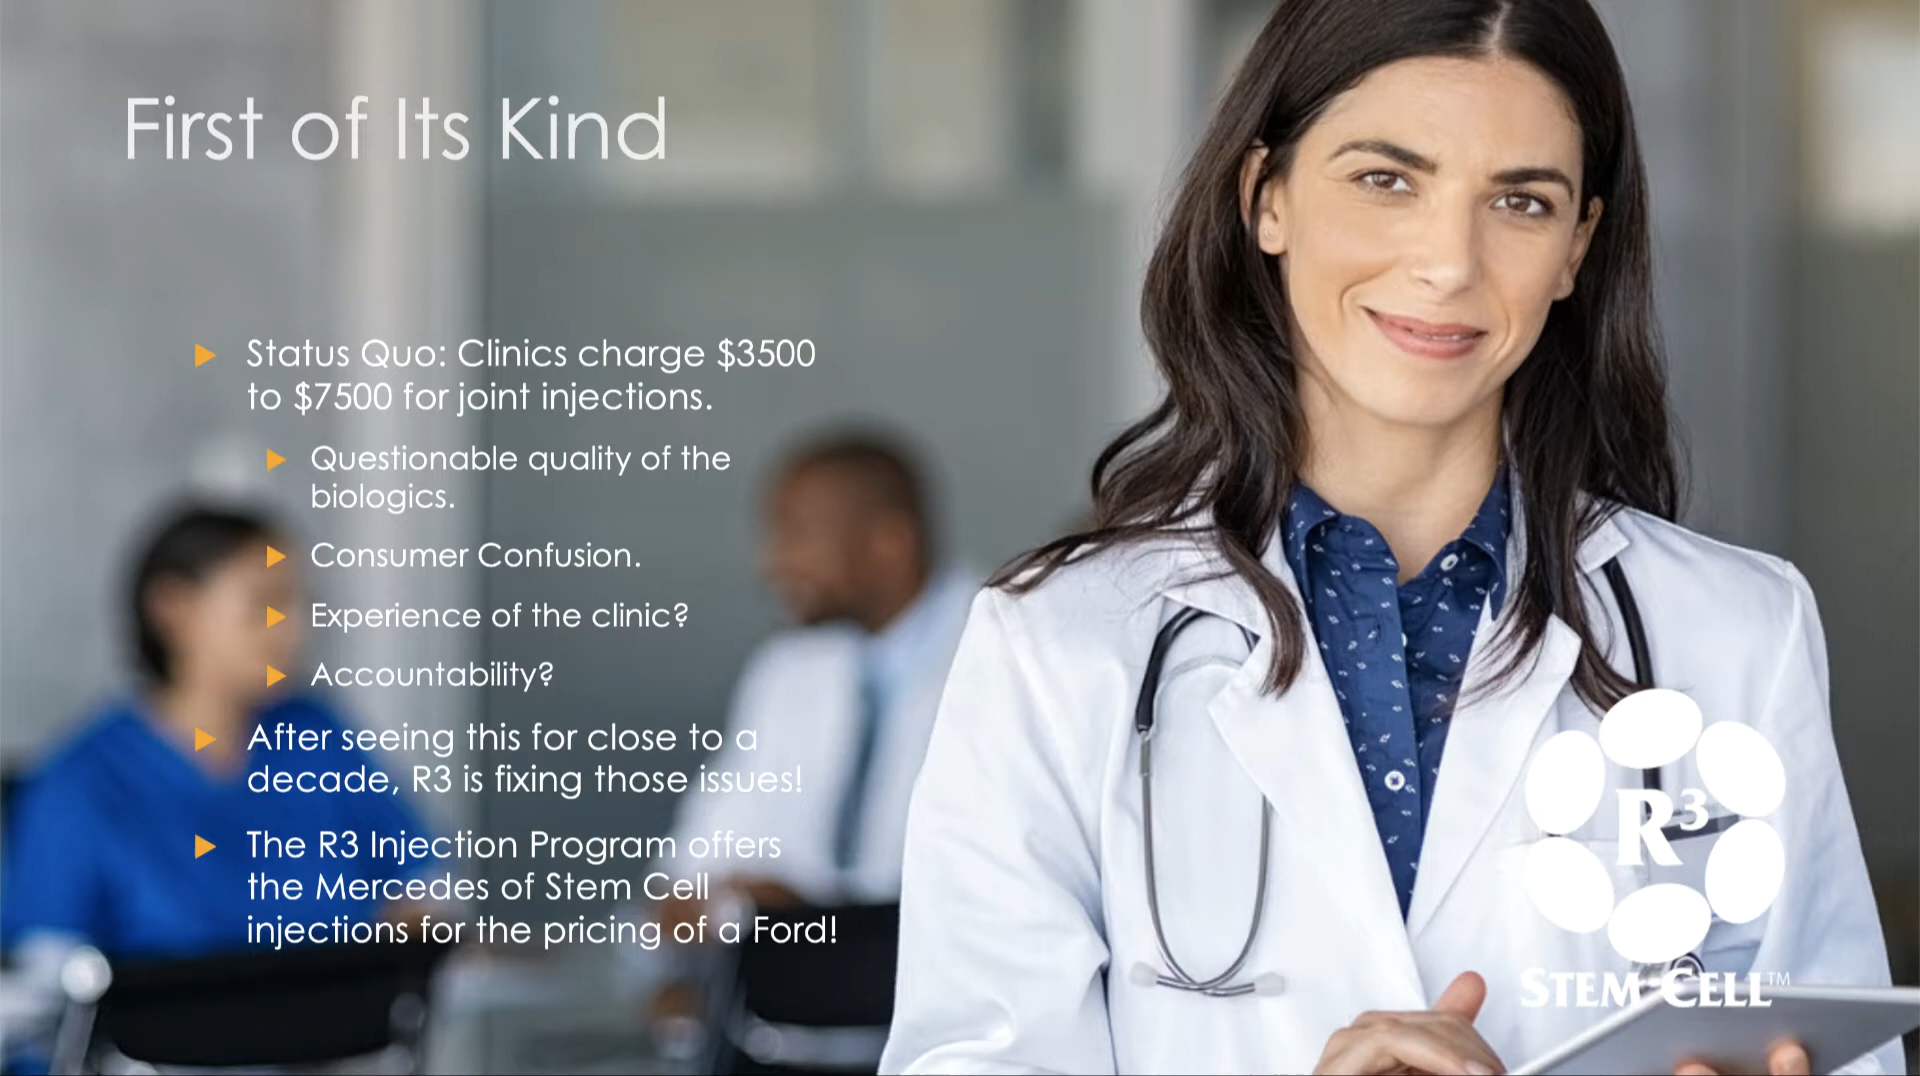 First of Its Kind
Status Quo: Clinics charge $3500
to $7500 for joint injections.
Questionable quality of the
biologics.
Consumer Confusion.
Experience of the clinic?
Accountability?
After seeing this for close to a
decade, R3 is fixing those issues!
The R3 Injection Program offers
the Mercedes of Stem Cell
injections for the pricing of a Ford!
R³
STEM CELL™